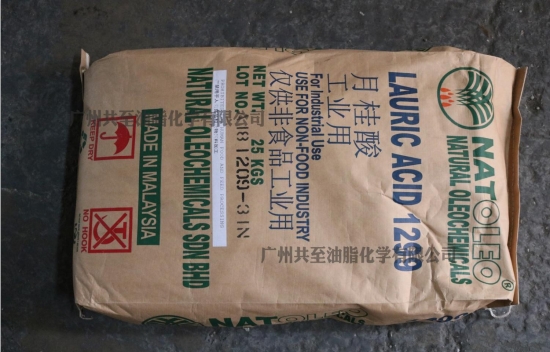 NATOLEO®
NATURAL OLEOCHEMICALS
LAURIC ACID 1299
月桂酸
工业用
For Industrial Use
USE FOR NON-FOOD INDUSTRY
仅供非食品工业用
NET WT. 25 KGS
LOT NO.
NATURAL OLEOCHEMICALS SDN BHD
MADE IN MALAYSIA
KEEP DRY
NO HOOK
NATOLEO
广州共至油脂化学有限公司
广州共至油脂化学有限公司